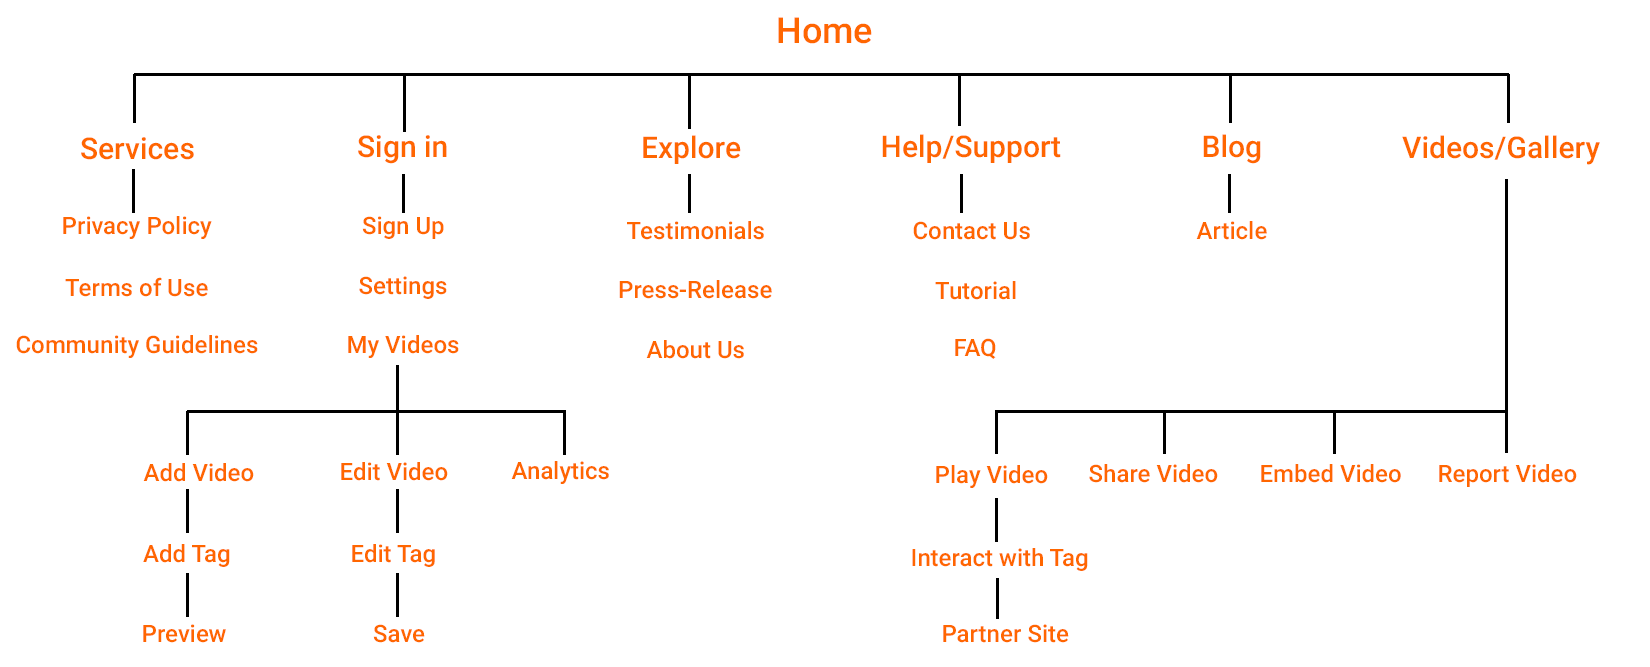 Home
Services
Sign in
Explore
Help/Support
Blog
Videos/Gallery
Privacy Policy
Sign Up
Testimonials
Contact Us
Article
Terms of Use
Settings
Press-Release
Tutorial
Community Guidelines
My Videos
About Us
FAQ
Add Video
Edit Video
Analytics
Play Video
Share Video
Embed Video
Report Video
Add Tag
Edit Tag
Interact with Tag
Preview
Save
Partner Site